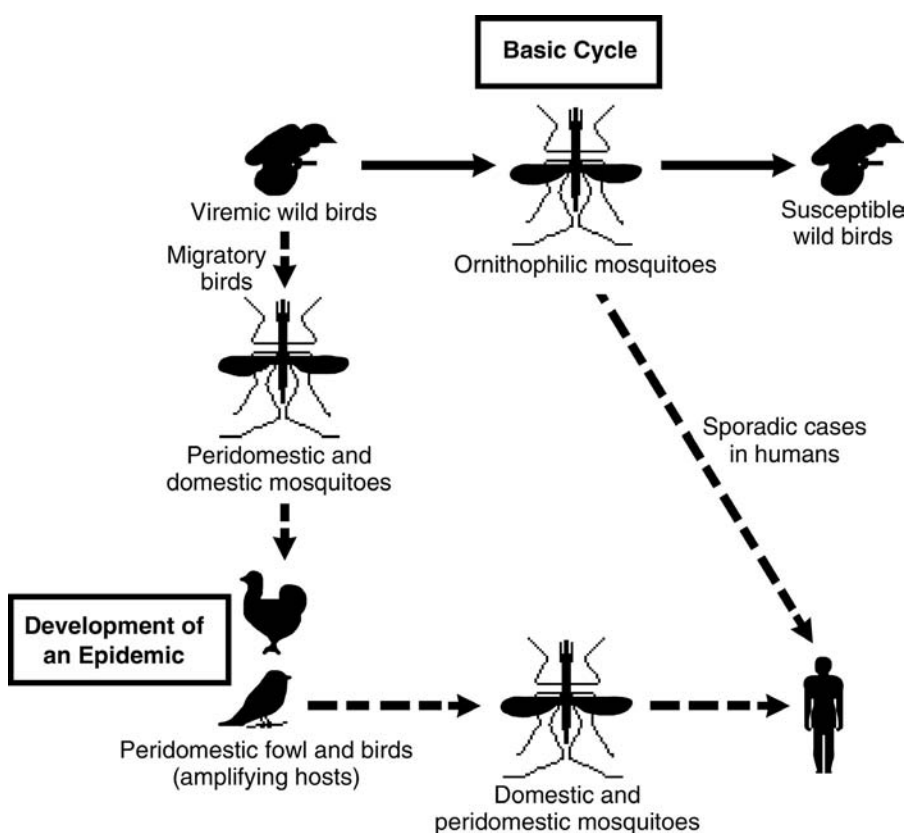 Basic Cycle
Viremic wild birds
Ornithophilic mosquitoes
Susceptible
wild birds
Migratory
birds
Peridomestic and
domestic mosquitoes
Sporadic cases
in humans
Development of
an Epidemic
Peridomestic fowl and birds
(amplifying hosts)
Domestic and
peridomestic mosquitoes